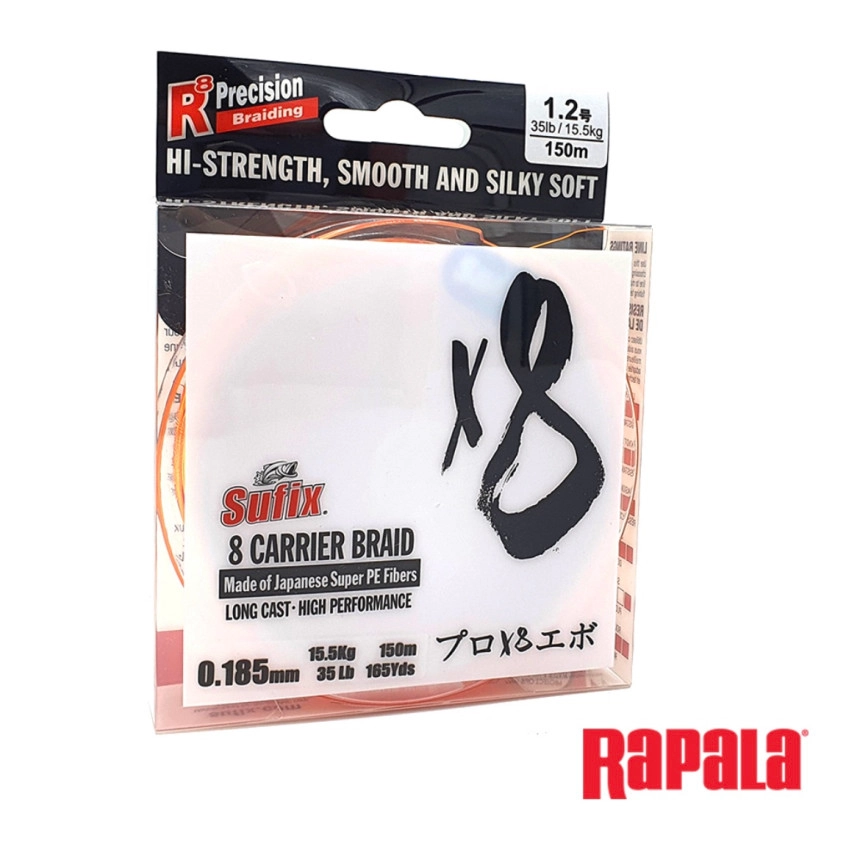 R8 Precision
Braiding
1.2号
35lb / 15.5kg
150m
HI-STRENGTH, SMOOTH AND SILKY SOFT
LINE RATINGS
x8
Sufix®
8 CARRIER BRAID
Made of Japanese Super PE Fibers
LONG CAST · HIGH PERFORMANCE
0.185mm
15.5Kg 150m
35 Lb 165Yds
プロX8エボ
RAPALA®